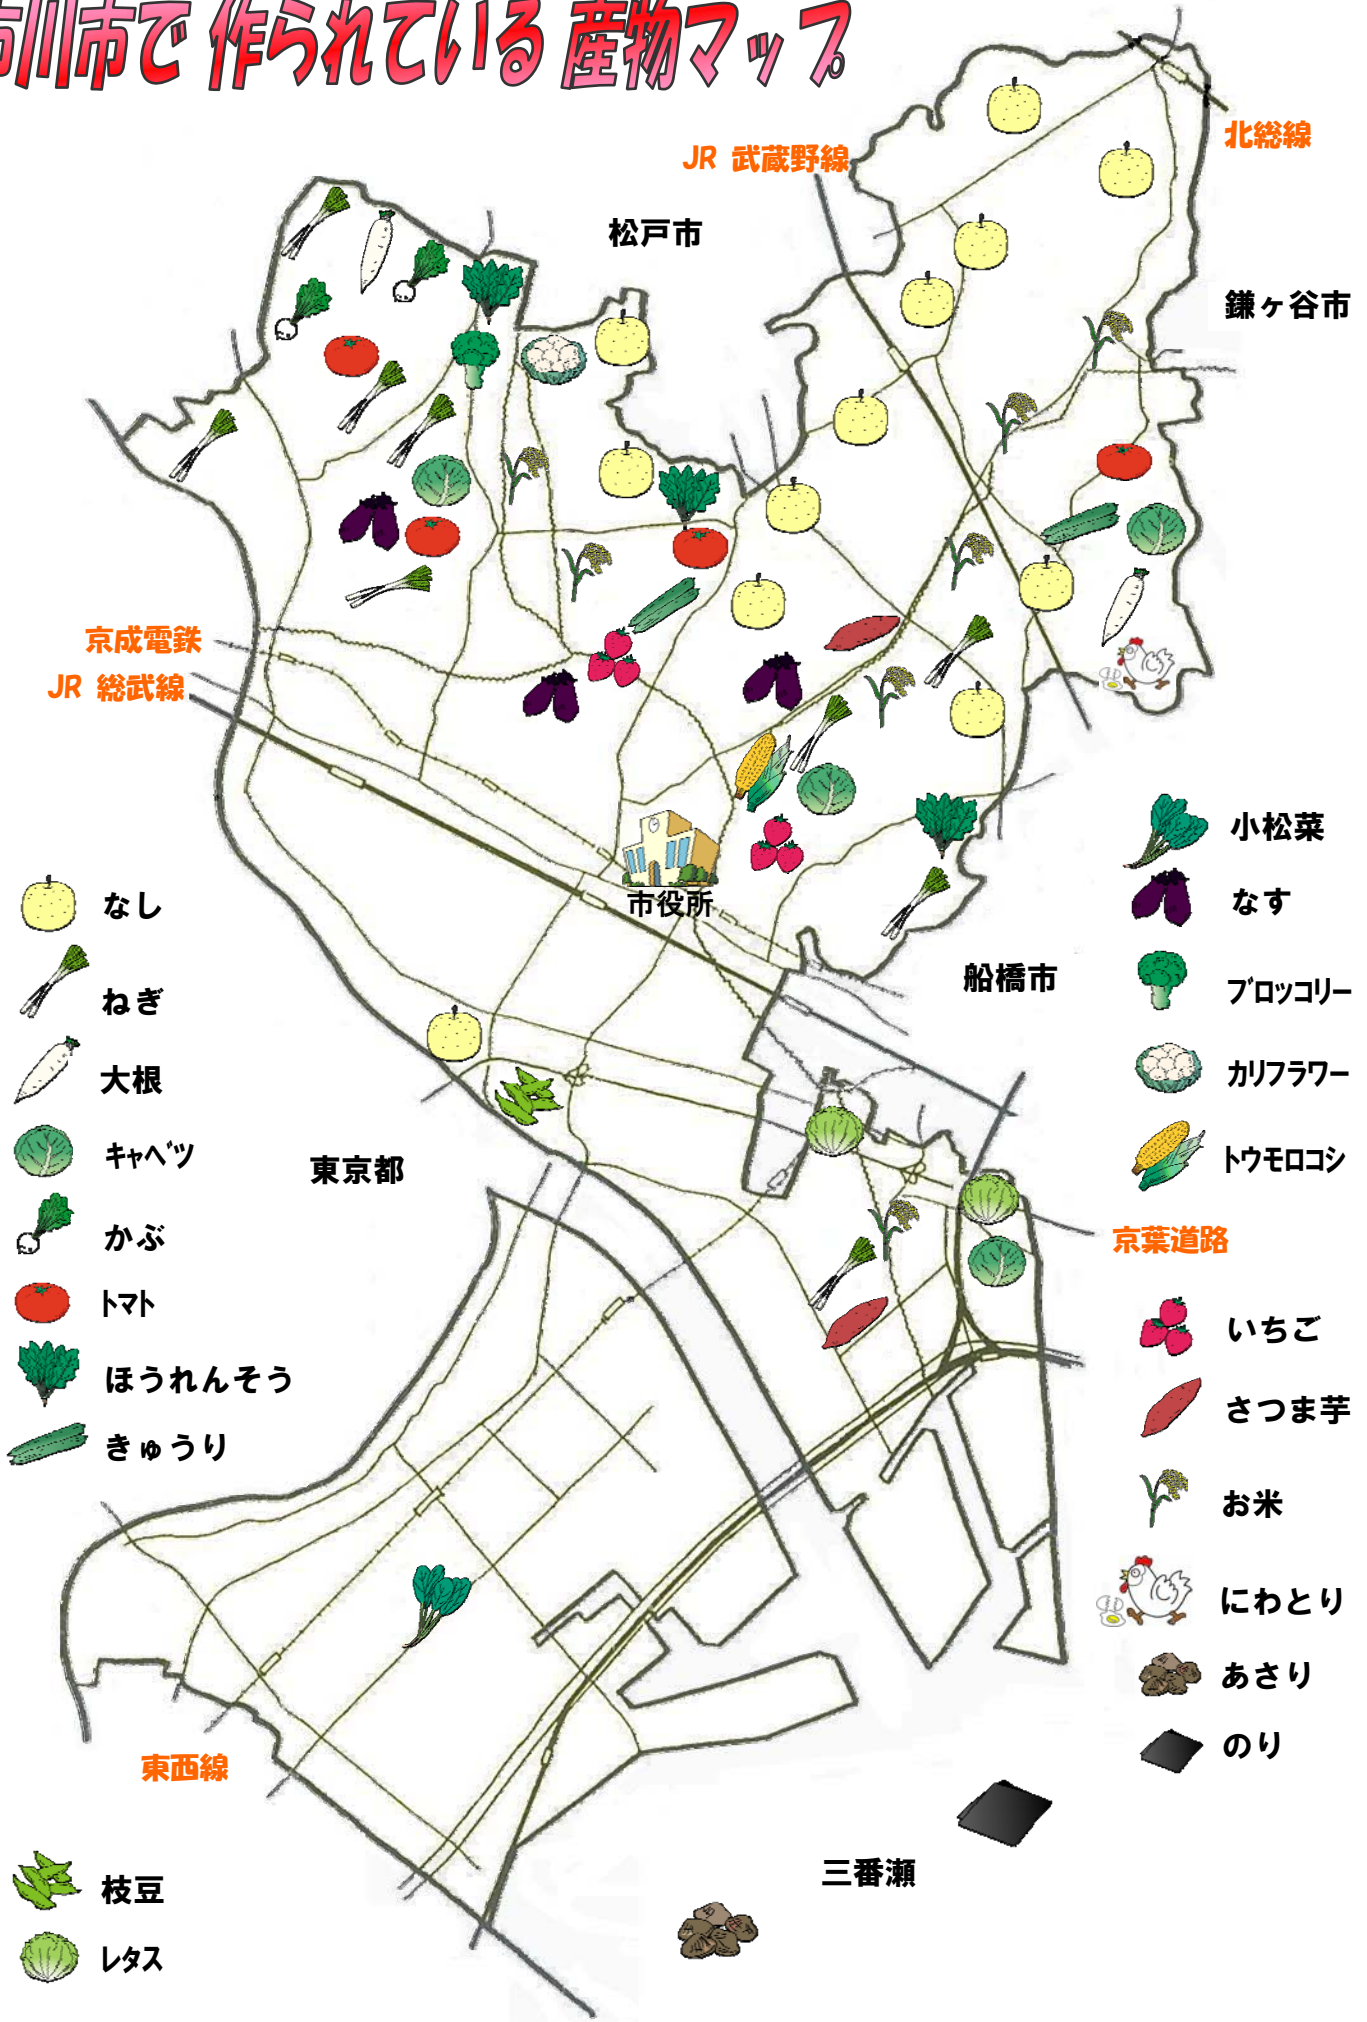 市川市で 作られている 産物マップ
北総線
JR 武蔵野線
松戸市
鎌ヶ谷市
京成電鉄
JR 総武線
市役所
船橋市
東京都
京葉道路
東西線
三番瀬
なし
ねぎ
大根
キャベツ
かぶ
トマト
ほうれんそう
きゅうり
枝豆
レタス
小松菜
なす
ブロッコリー
カリフラワー
トウモロコシ
いちご
さつま芋
お米
にわとり
あさり
のり